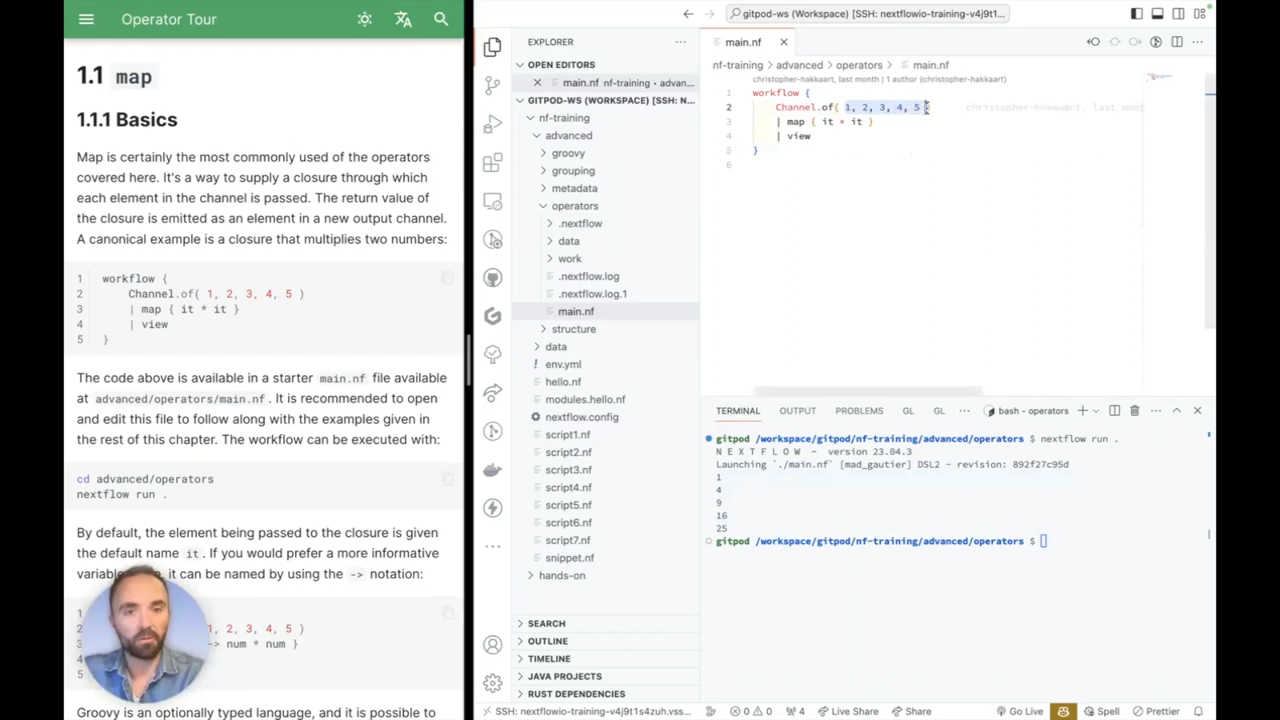 Operator Tour
1.1 map
1.1.1 Basics
Map is certainly the most commonly used of the operators
covered here. It's a way to supply a closure through which
each element in the channel is passed. The return value of
the closure is emitted as an element in a new output channel.
A canonical example is a closure that multiplies two numbers:
1 workflow {
2 Channel.of( 1, 2, 3, 4, 5 )
3 | map { it * it }
4 | view
5 }
The code above is available in a starter main.nf file available
at advanced/operators/main.nf. It is recommended to open
and edit this file to follow along with the examples given in
the rest of this chapter. The workflow can be executed with:
cd advanced/operators
nextflow run .
By default, the element being passed to the closure is given
the default name it. If you would prefer a more informative
it can be named by using the -> notation:
1, 2, 3, 4, 5 )
-> num * num }
Groovy is an optionally typed language, and it is possible to
gitpod-ws (Workspace) [SSH: nextflowio-training-v4j9t1...
EXPLORER
OPEN EDITORS
main.nf nf-training • advan...
GITPOD-WS (WORKSPACE) [SSH: N...
nf-training
advanced
groovy
grouping
metadata
operators
.nextflow
data
work
.nextflow.log
.nextflow.log.1
main.nf
structure
data
env.yml
hello.nf
modules.hello.nf
nextflow.config
script1.nf
script2.nf
script3.nf
script4.nf
script5.nf
script6.nf
script7.nf
snippet.nf
hands-on
SEARCH
OUTLINE
TIMELINE
JAVA PROJECTS
RUST DEPENDENCIES
main.nf
nf-training > advanced > operators > main.nf
christopher-hakkaart, last month | 1 author (christopher-hakkaart)
1 workflow {
2 Channel.of( 1, 2, 3, 4, 5 christopher-hakkaart, last mont
3 | map { it * it }
4 | view
5 }
6
TERMINAL OUTPUT PROBLEMS GL GL bash - operators
gitpod /workspace/gitpod/nf-training/advanced/operators $ nextflow run .
N E X T F L O W ~ version 23.04.3
Launching `./main.nf` [mad_gautier] DSL2 - revision: 892f27c95d
1
4
9
16
25
gitpod /workspace/gitpod/nf-training/advanced/operators $
SSH: nextflowio-training-v4j9t1s4zuh.vss... 0 0 4 Live Share Share Go Live Spell Prettier